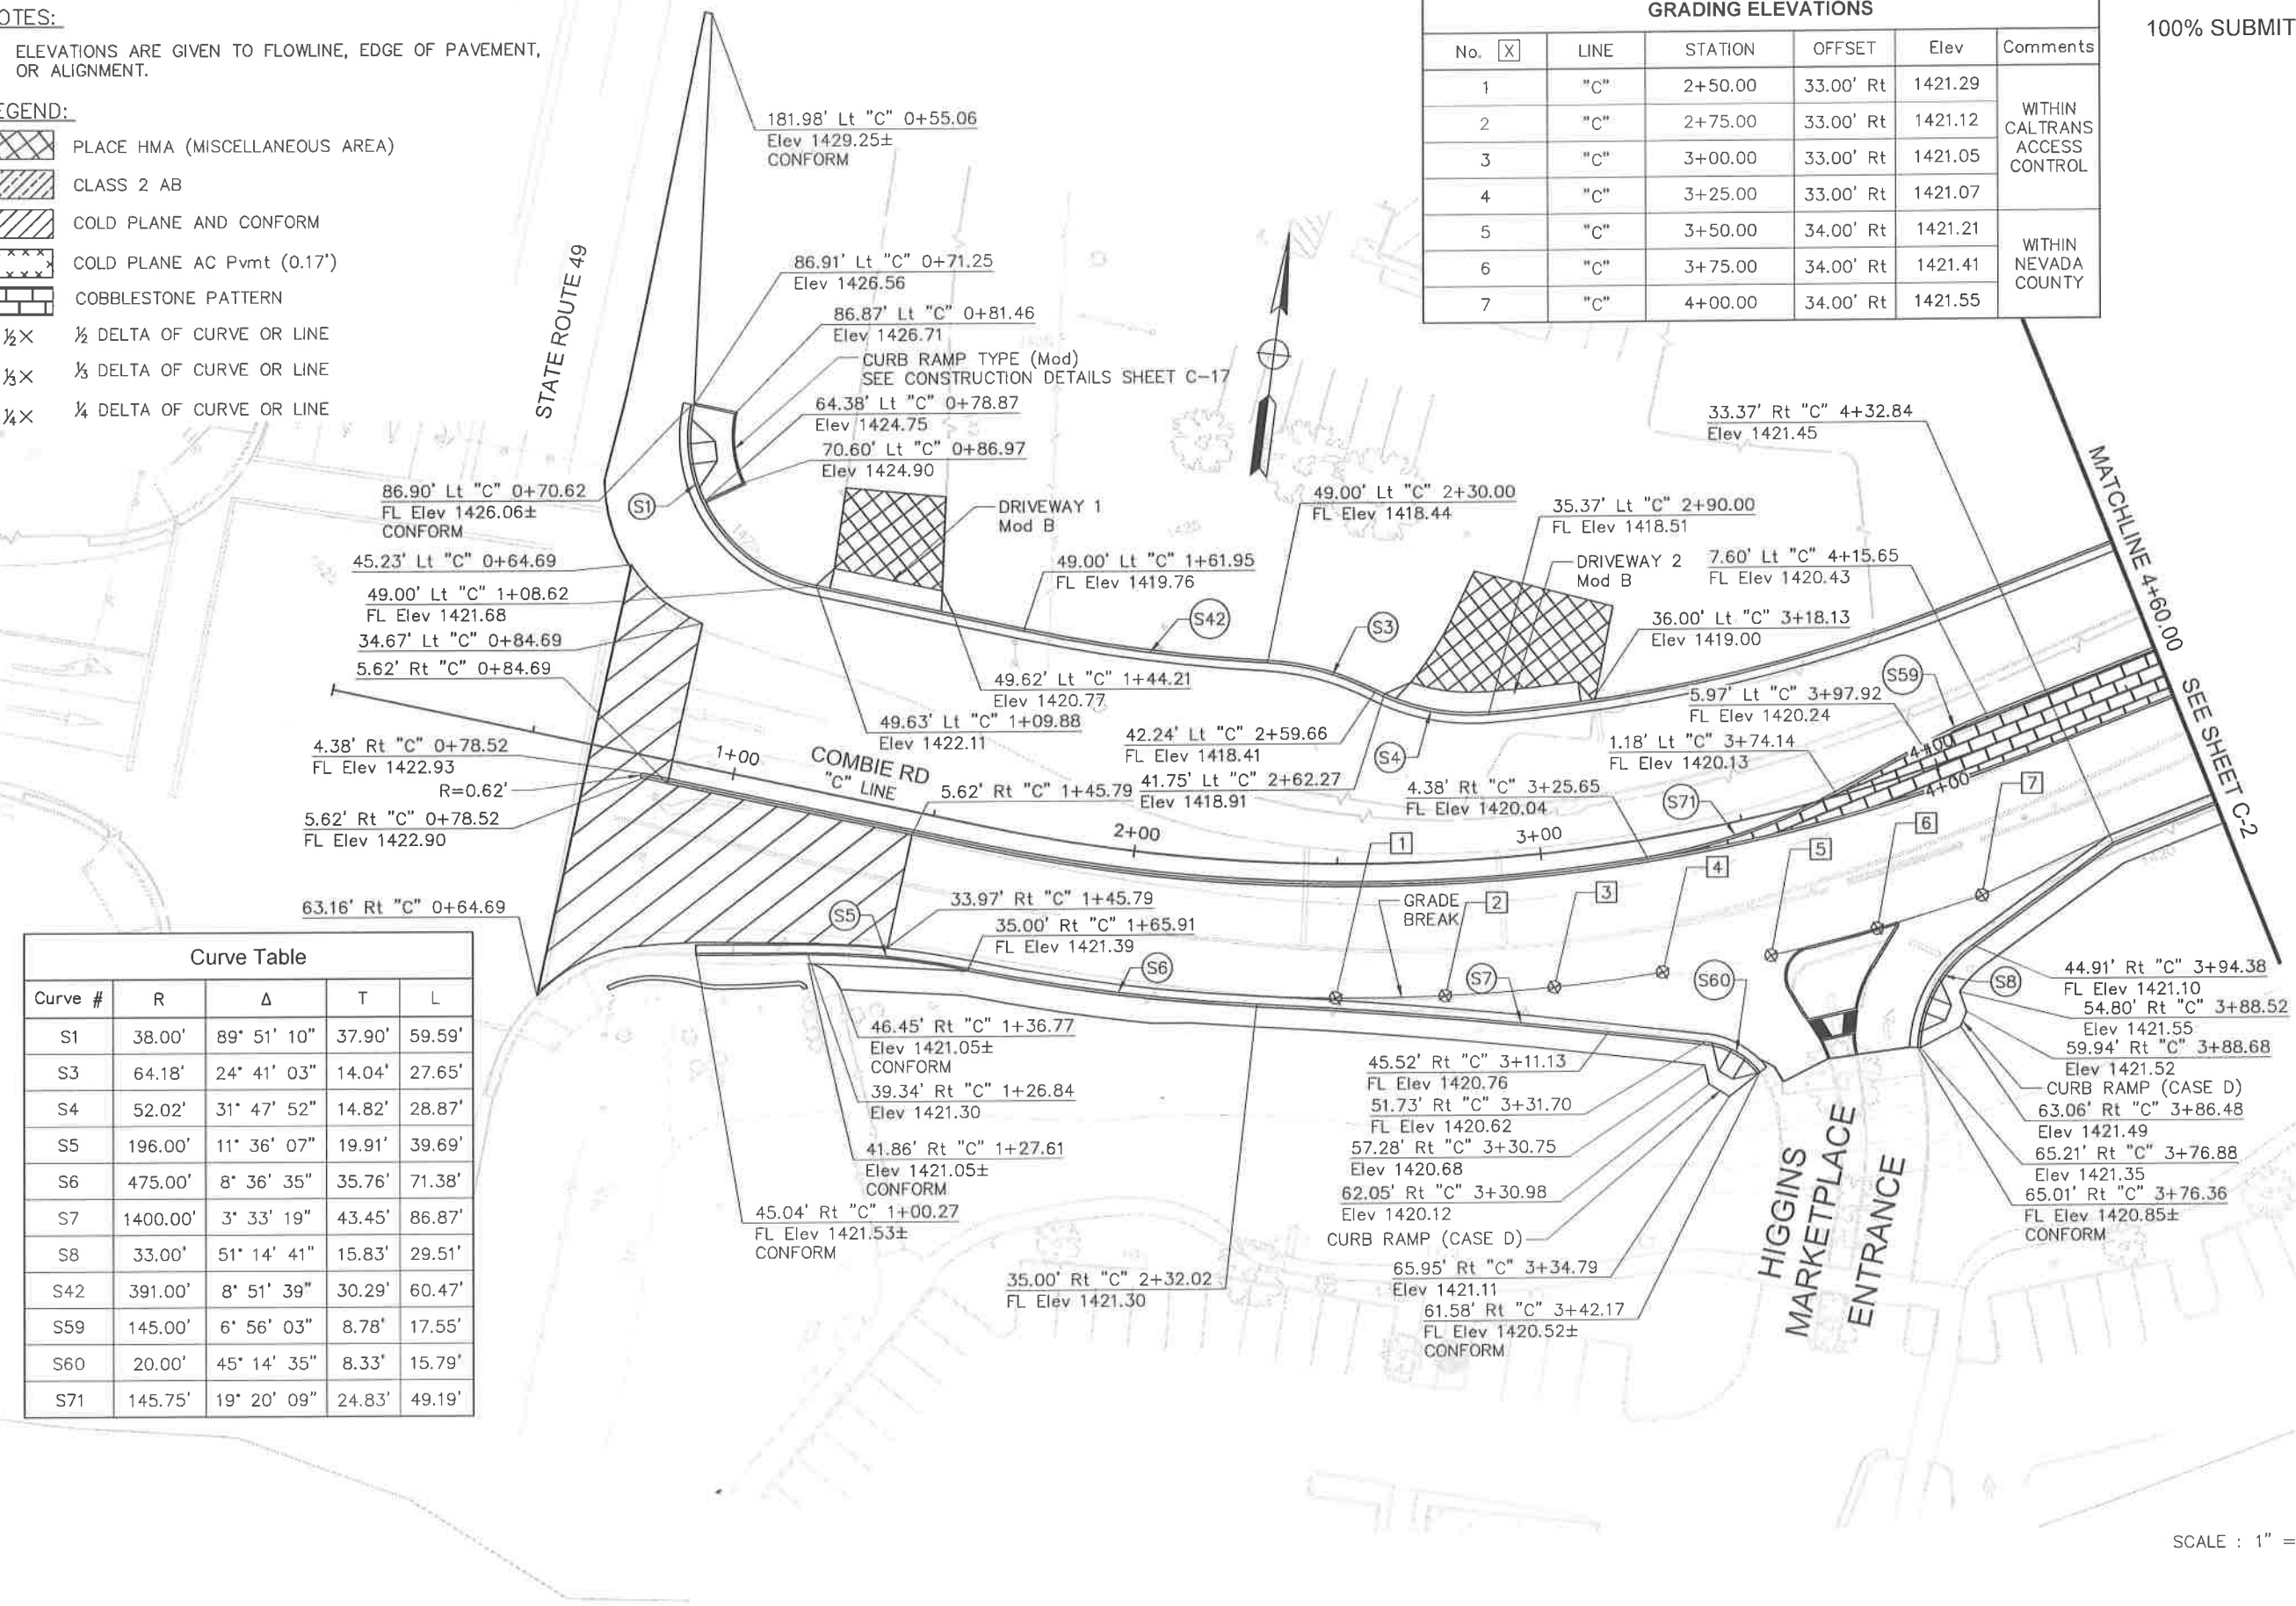 OTES:
ELEVATIONS ARE GIVEN TO FLOWLINE, EDGE OF PAVEMENT,
OR ALIGNMENT.
EGEND:
PLACE HMA (MISCELLANEOUS AREA)
CLASS 2 AB
COLD PLANE AND CONFORM
COLD PLANE AC Pvmt (0.17')
COBBLESTONE PATTERN
½× ½ DELTA OF CURVE OR LINE
⅓× ⅓ DELTA OF CURVE OR LINE
¼× ¼ DELTA OF CURVE OR LINE
GRADING ELEVATIONS
No. X LINE STATION OFFSET Elev Comments
1 "C" 2+50.00 33.00' Rt 1421.29
2 "C" 2+75.00 33.00' Rt 1421.12
3 "C" 3+00.00 33.00' Rt 1421.05
4 "C" 3+25.00 33.00' Rt 1421.07
WITHIN
CALTRANS
ACCESS
CONTROL
5 "C" 3+50.00 34.00' Rt 1421.21
6 "C" 3+75.00 34.00' Rt 1421.41
7 "C" 4+00.00 34.00' Rt 1421.55
WITHIN
NEVADA
COUNTY
100% SUBMIT
181.98' Lt "C" 0+55.06
Elev 1429.25±
CONFORM
STATE ROUTE 49
86.91' Lt "C" 0+71.25
Elev 1426.56
86.87' Lt "C" 0+81.46
Elev 1426.71
CURB RAMP TYPE (Mod)
SEE CONSTRUCTION DETAILS SHEET C-17
64.38' Lt "C" 0+78.87
Elev 1424.75
70.60' Lt "C" 0+86.97
Elev 1424.90
86.90' Lt "C" 0+70.62
FL Elev 1426.06±
CONFORM
S1
DRIVEWAY 1
Mod B
49.00' Lt "C" 2+30.00
FL Elev 1418.44
35.37' Lt "C" 2+90.00
FL Elev 1418.51
33.37' Rt "C" 4+32.84
Elev 1421.45
45.23' Lt "C" 0+64.69
49.00' Lt "C" 1+08.62
FL Elev 1421.68
34.67' Lt "C" 0+84.69
5.62' Rt "C" 0+84.69
49.00' Lt "C" 1+61.95
FL Elev 1419.76
S42
S3
DRIVEWAY 2
Mod B
7.60' Lt "C" 4+15.65
FL Elev 1420.43
36.00' Lt "C" 3+18.13
Elev 1419.00
S59
MATCHLINE 4+60.00 SEE SHEET C-2
49.62' Lt "C" 1+44.21
Elev 1420.77
49.63' Lt "C" 1+09.88
Elev 1422.11
42.24' Lt "C" 2+59.66
FL Elev 1418.41
41.75' Lt "C" 2+62.27
Elev 1418.91
S4
5.97' Lt "C" 3+97.92
FL Elev 1420.24
1.18' Lt "C" 3+74.14
FL Elev 1420.13
4.38' Rt "C" 0+78.52
FL Elev 1422.93
R=0.62'
5.62' Rt "C" 0+78.52
FL Elev 1422.90
1+00
COMBIE RD
"C" LINE
5.62' Rt "C" 1+45.79
2+00
4.38' Rt "C" 3+25.65
FL Elev 1420.04
S71
3+00
4+00
4+00
1
2
3
4
5
6
7
GRADE
BREAK
63.16' Rt "C" 0+64.69
S5
33.97' Rt "C" 1+45.79
35.00' Rt "C" 1+65.91
FL Elev 1421.39
S6
S7
S60
S8
Curve Table
Curve # R Δ T L
S1 38.00' 89° 51' 10" 37.90' 59.59'
S3 64.18' 24° 41' 03" 14.04' 27.65'
S4 52.02' 31° 47' 52" 14.82' 28.87'
S5 196.00' 11° 36' 07" 19.91' 39.69'
S6 475.00' 8° 36' 35" 35.76' 71.38'
S7 1400.00' 3° 33' 19" 43.45' 86.87'
S8 33.00' 51° 14' 41" 15.83' 29.51'
S42 391.00' 8° 51' 39" 30.29' 60.47'
S59 145.00' 6° 56' 03" 8.78' 17.55'
S60 20.00' 45° 14' 35" 8.33' 15.79'
S71 145.75' 19° 20' 09" 24.83' 49.19'
46.45' Rt "C" 1+36.77
Elev 1421.05±
CONFORM
39.34' Rt "C" 1+26.84
Elev 1421.30
41.86' Rt "C" 1+27.61
Elev 1421.05±
CONFORM
45.04' Rt "C" 1+00.27
FL Elev 1421.53±
CONFORM
35.00' Rt "C" 2+32.02
FL Elev 1421.30
45.52' Rt "C" 3+11.13
FL Elev 1420.76
51.73' Rt "C" 3+31.70
FL Elev 1420.62
57.28' Rt "C" 3+30.75
Elev 1420.68
62.05' Rt "C" 3+30.98
Elev 1420.12
CURB RAMP (CASE D)
65.95' Rt "C" 3+34.79
Elev 1421.11
61.58' Rt "C" 3+42.17
FL Elev 1420.52±
CONFORM
HIGGINS
MARKETPLACE
ENTRANCE
44.91' Rt "C" 3+94.38
FL Elev 1421.10
54.80' Rt "C" 3+88.52
Elev 1421.55
59.94' Rt "C" 3+88.68
Elev 1421.52
CURB RAMP (CASE D)
63.06' Rt "C" 3+86.48
Elev 1421.49
65.21' Rt "C" 3+76.88
Elev 1421.35
65.01' Rt "C" 3+76.36
FL Elev 1420.85±
CONFORM
SCALE : 1" =